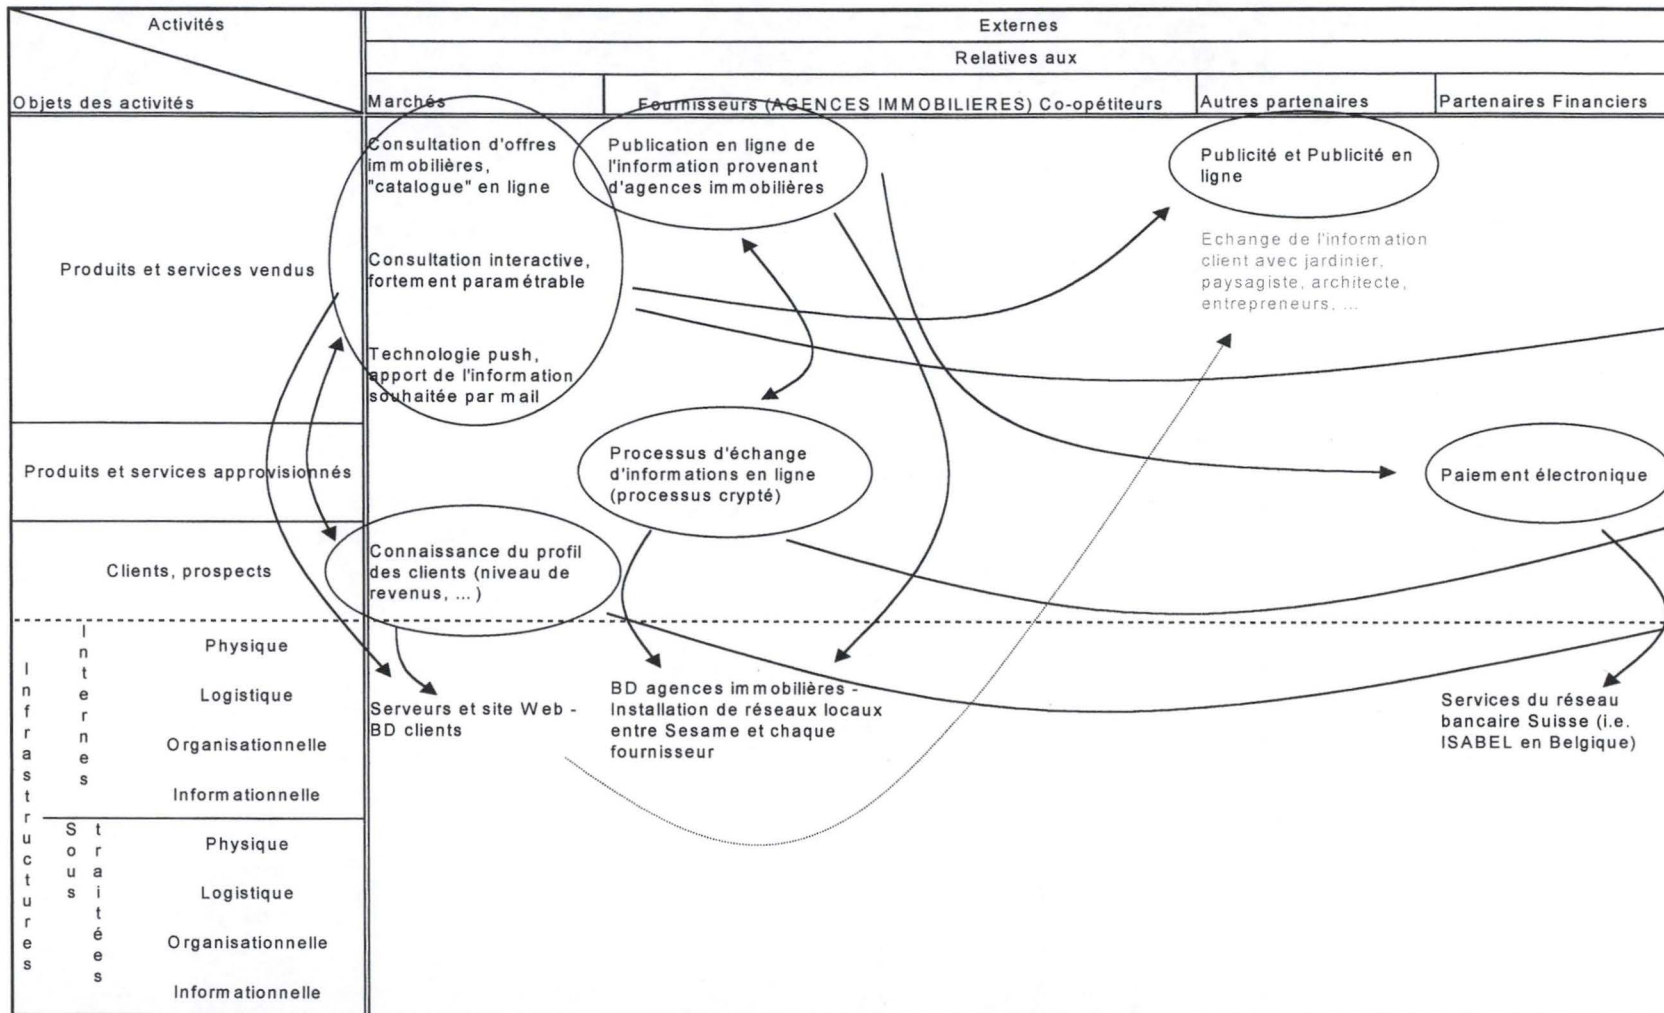 Activités
Externes
Relatives aux
Objets des activités
Marchés
Fournisseurs (AGENCES IMMOBILIERES) Co-opétiteurs
Autres partenaires
Partenaires Financiers
Produits et services vendus
Consultation d'offres
immobilières,
"catalogue" en ligne
Consultation interactive,
fortement paramétrable
Technologie push,
apport de l'information
souhaitée par mail
Publication en ligne de
l'information provenant
d'agences immobilières
Publicité et Publicité en
ligne
Echange de l'information
client avec jardinier,
paysagiste, architecte,
entrepreneurs, ...
Produits et services approvisionnés
Processus d'échange
d'informations en ligne
(processus crypté)
Paiement électronique
Clients, prospects
Connaissance du profil
des clients (niveau de
revenus, ...)
Infrastructures
Internes
Physique
Logistique
Organisationnelle
Informationnelle
Serveurs et site Web -
BD clients
BD agences immobilières -
Installation de réseaux locaux
entre Sesame et chaque
fournisseur
Services du réseau
bancaire Suisse (i.e.
ISABEL en Belgique)
Sous
traitées
Physique
Logistique
Organisationnelle
Informationnelle